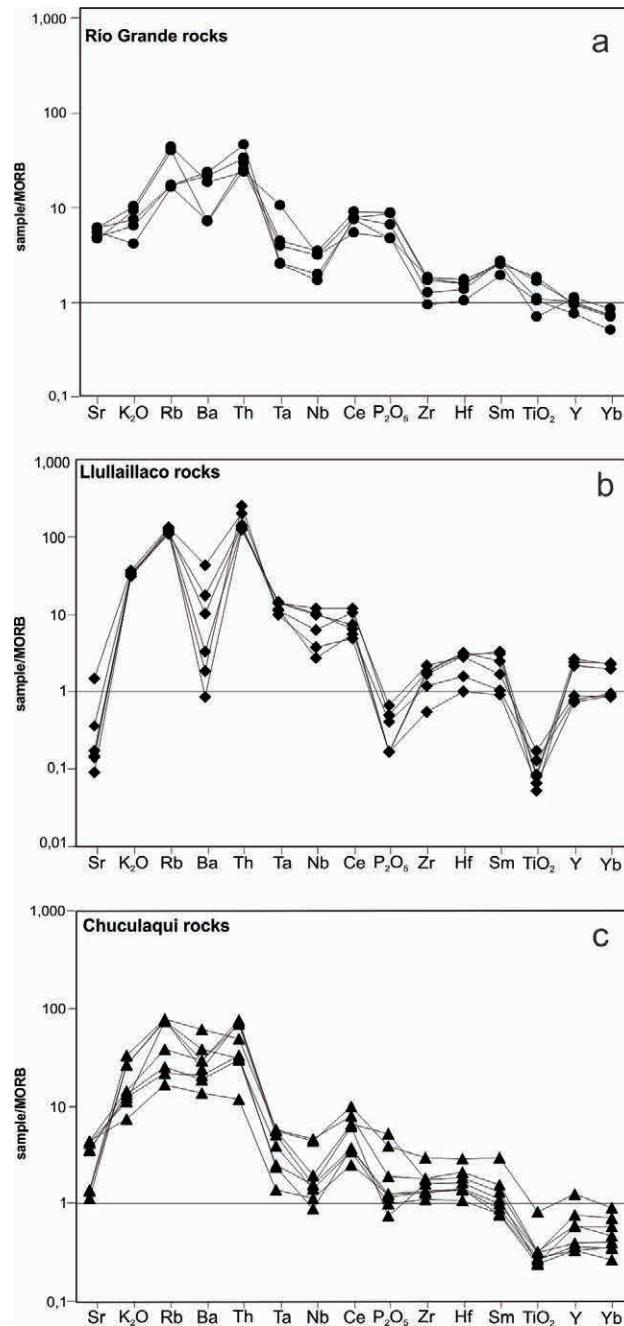 1,000
Río Grande rocks
a
100
10
1
0,1
sample/MORB
Sr K₂O Rb Ba Th Ta Nb Ce P₂O₅ Zr Hf Sm TiO₂ Y Yb
1,000
Llullaillaco rocks
b
100
10
1
0,1
0,01
sample/MORB
Sr K₂O Rb Ba Th Ta Nb Ce P₂O₅ Zr Hf Sm TiO₂ Y Yb
1,000
Chuculaqui rocks
c
100
10
1
0,1
sample/MORB
Sr K₂O Rb Ba Th Ta Nb Ce P₂O₅ Zr Hf Sm TiO₂ Y Yb